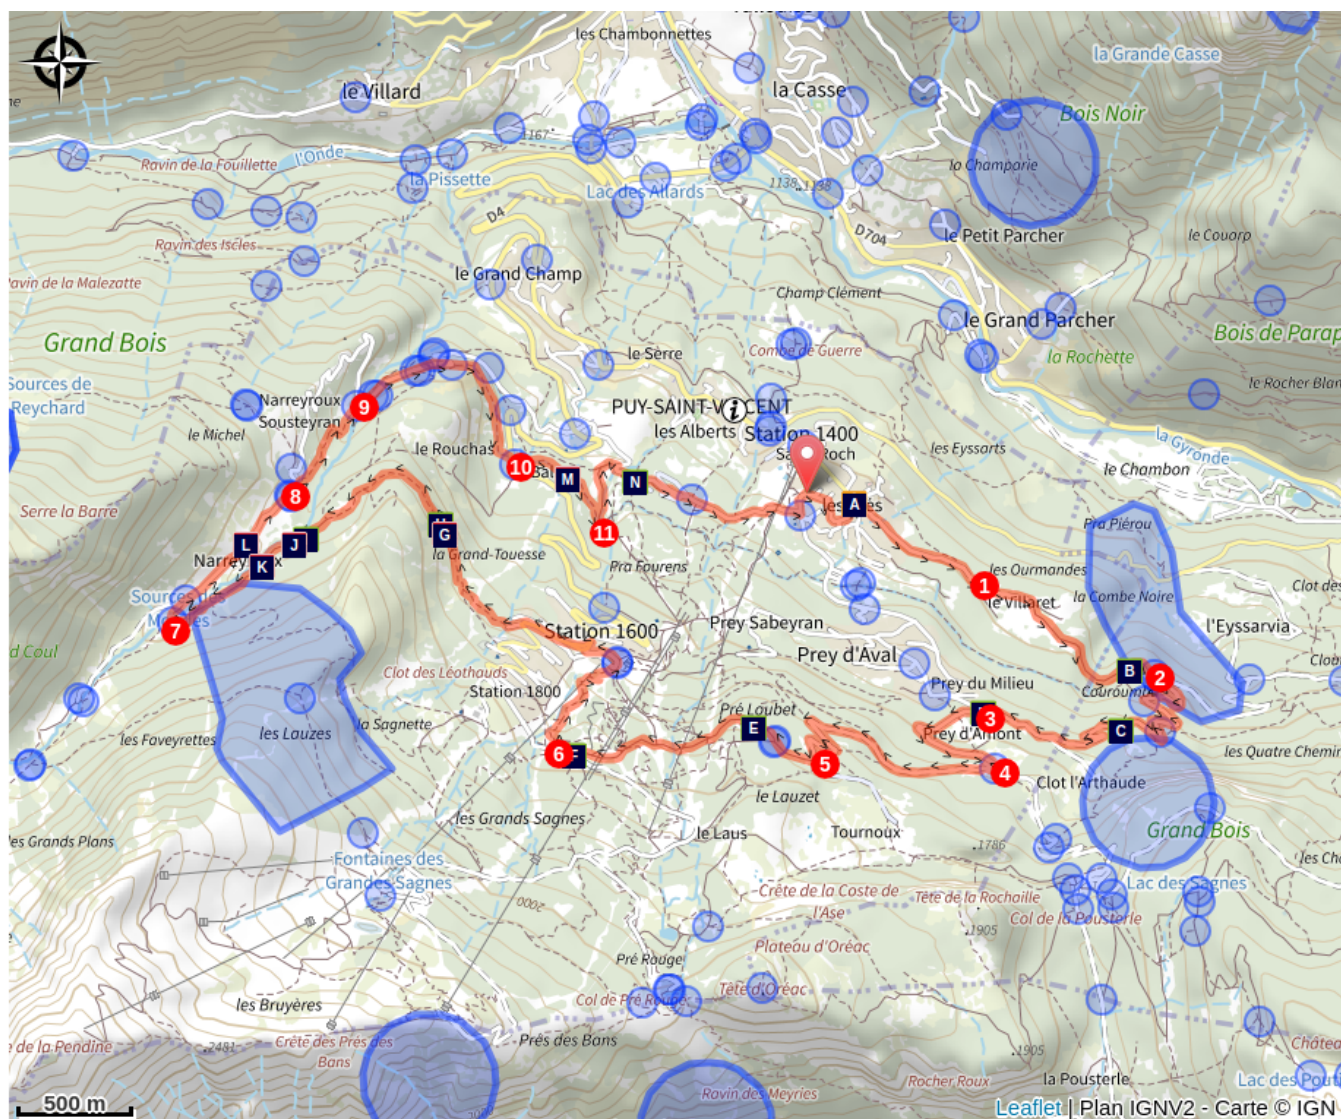 les Chambonnettes
la Grande Casse
le Villard
la Casse
Bois Noir
1167
l'Onde
Ravin de la Fouillette
la Pissette
Lac des Allards
1138
1138
la Champarie
D4
D704
le Petit Parcher
le Couarp
Ravin des Iscles
le Grand Champ
Ravin de la Malezatte
Champ Clément
le Grand Parcher
Grand Bois
le Serre
Combe de Guerre
la Rochette
Bois de Parap
Sources de
Reychard
le Rocher Blan
Narreyroux
Sousteyran
9
PUY-SAINT-VINCENT
i
le Michel
les Alberts
Station 1400
le Rouchas
les Eyssarts
la Gyronde
le Chambon
10
M
N
A
8
Serre la Barre
Pra Piérou
11
L
J
G
K
la Grand-Touesse
Pra Fourens
les Ourmandes
1
le Villaret
la Combe Noire
Clot des
Sources des
7
Station 1600
Prey Sabeyran
l'Eyssarvia
Prey d'Aval
Clot des Léothauds
B
2
Station 1800
Prey du Milieu
la Sagnette
Pré Loubet
3
E
Prey d'Amont
C
les Faveyrettes
les Lauzes
6
F
5
4
les Quatre Chemin
Clot l'Arthaude
le Lauzet
les Grands Sagnes
le Laus
Tournoux
Grand Bois
les Grands Plans
1786
Fontaines des
Grandes Sagnes
Crête de la Coste de
l'Ase
Tête de la Rochaille
Lac des Sagnes
Col de la Pousterle
2000
1905
Plateau d'Oréac
Pré Rouge
Tête d'Oréac
Col de Pré Rouge
les Bruyères
Prés des Bans
e de la Pendine
2481
Crête des Prés des
Bans
1905
Rocher Roux
la Pousterle
Ravin des Meyries
500 m
Leaflet | Plan IGNV2 - Carte © IGN